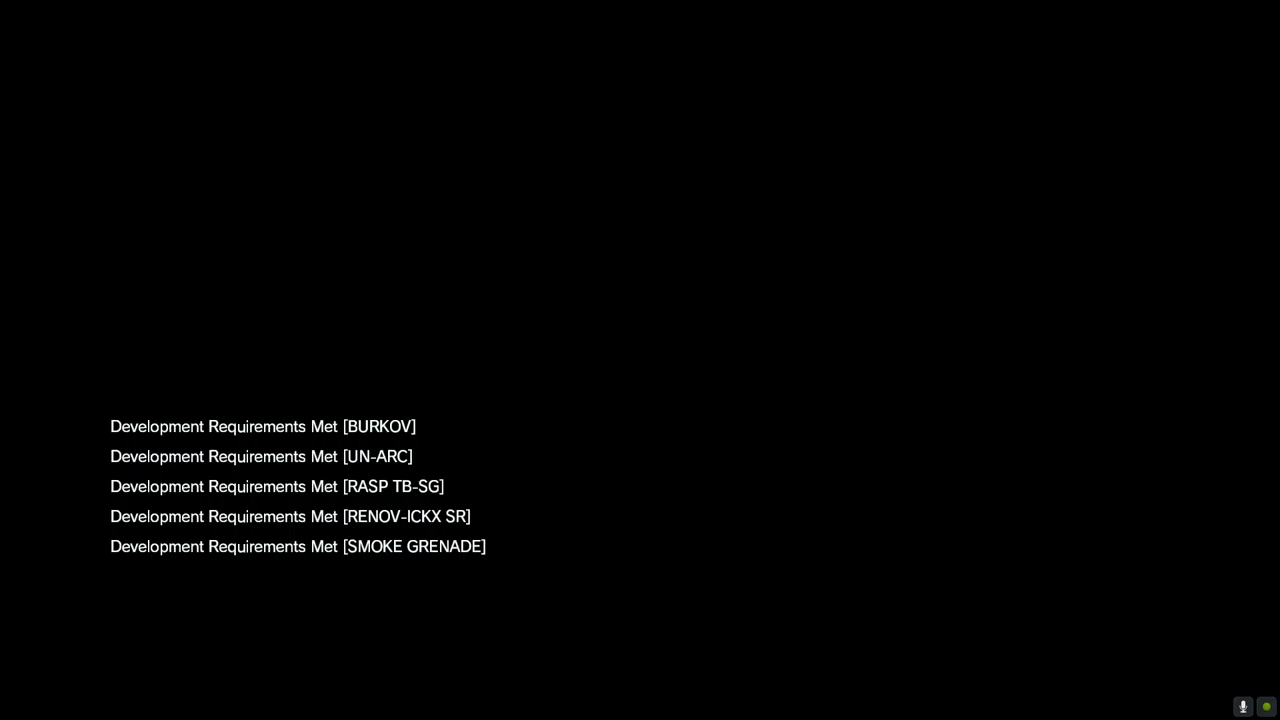 Development Requirements Met [BURKOV]
Development Requirements Met [UN-ARC]
Development Requirements Met [RASP TB-SG]
Development Requirements Met [RENOV-ICKX SR]
Development Requirements Met [SMOKE GRENADE]